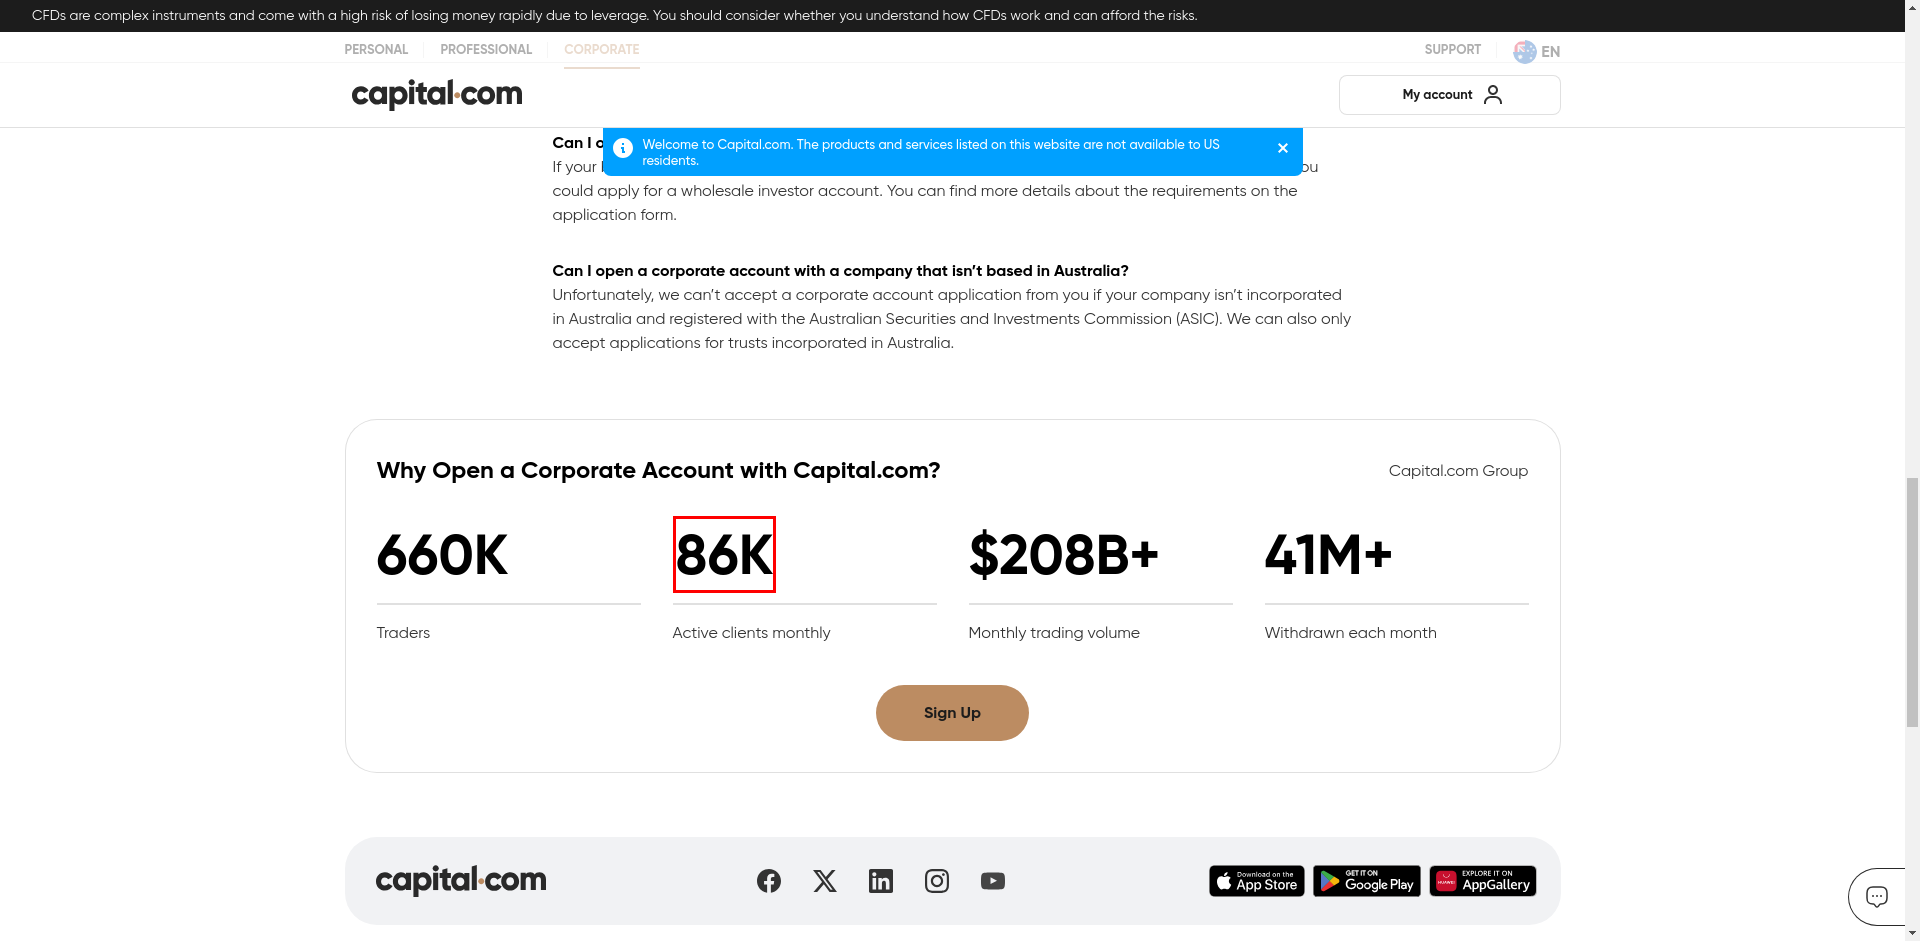 CFDs are complex instruments and come with a high risk of losing money rapidly due to leverage. You should consider whether you understand how CFDs work and can afford the risks.
PERSONAL PROFESSIONAL CORPORATE SUPPORT EN
capital.com My account
Can I o
Welcome to Capital.com. The products and services listed on this website are not available to US
residents.
If your
could apply for a wholesale investor account. You can find more details about the requirements on the
application form.
Can I open a corporate account with a company that isn’t based in Australia?
Unfortunately, we can’t accept a corporate account application from you if your company isn’t incorporated
in Australia and registered with the Australian Securities and Investments Commission (ASIC). We can also only
accept applications for trusts incorporated in Australia.
Why Open a Corporate Account with Capital.com? Capital.com Group
660K 86K $208B+ 41M+
Traders Active clients monthly Monthly trading volume Withdrawn each month
Sign Up
capital.com
Download on the
App Store
GET IT ON
Google Play
HUAWEI
EXPLORE IT ON
AppGallery